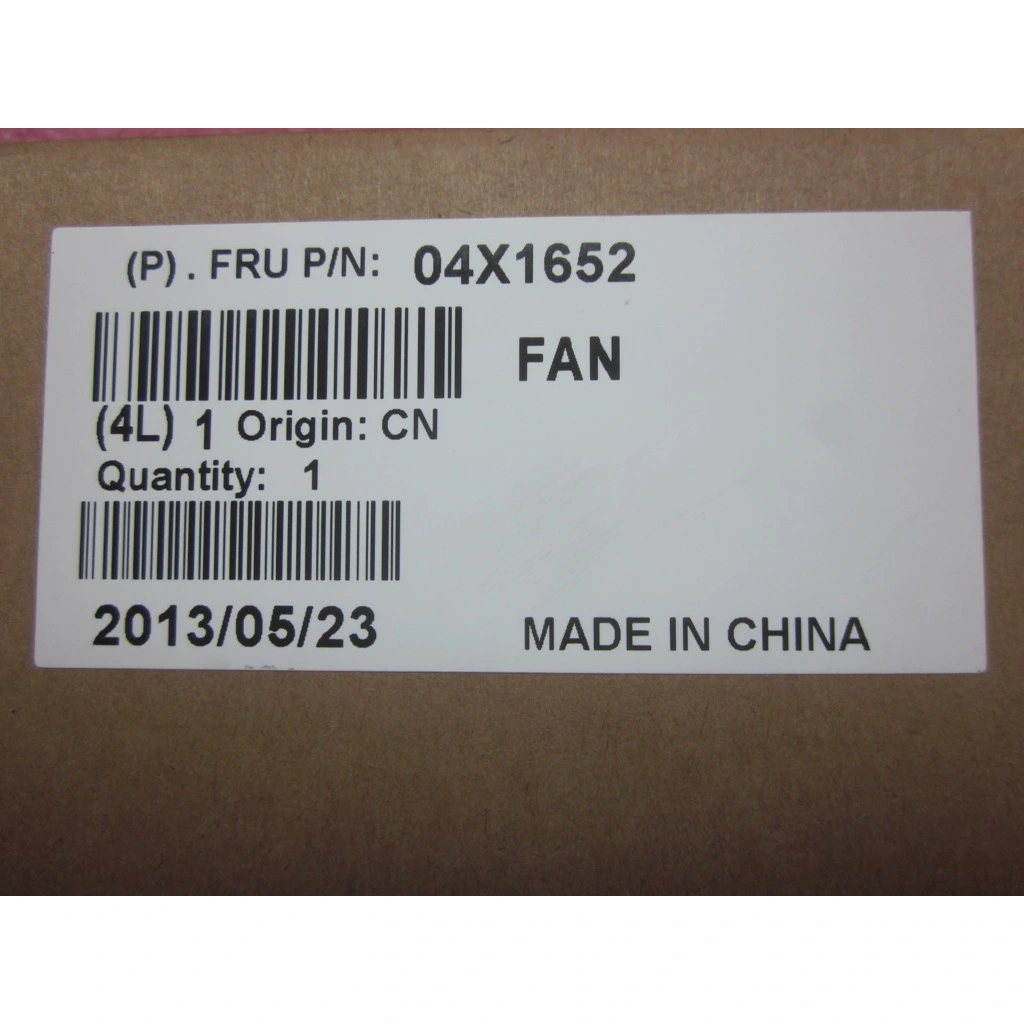 (P) . FRU P/N: 04X1652
FAN
(4L) 1 Origin: CN
Quantity: 1
2013/05/23
MADE IN CHINA